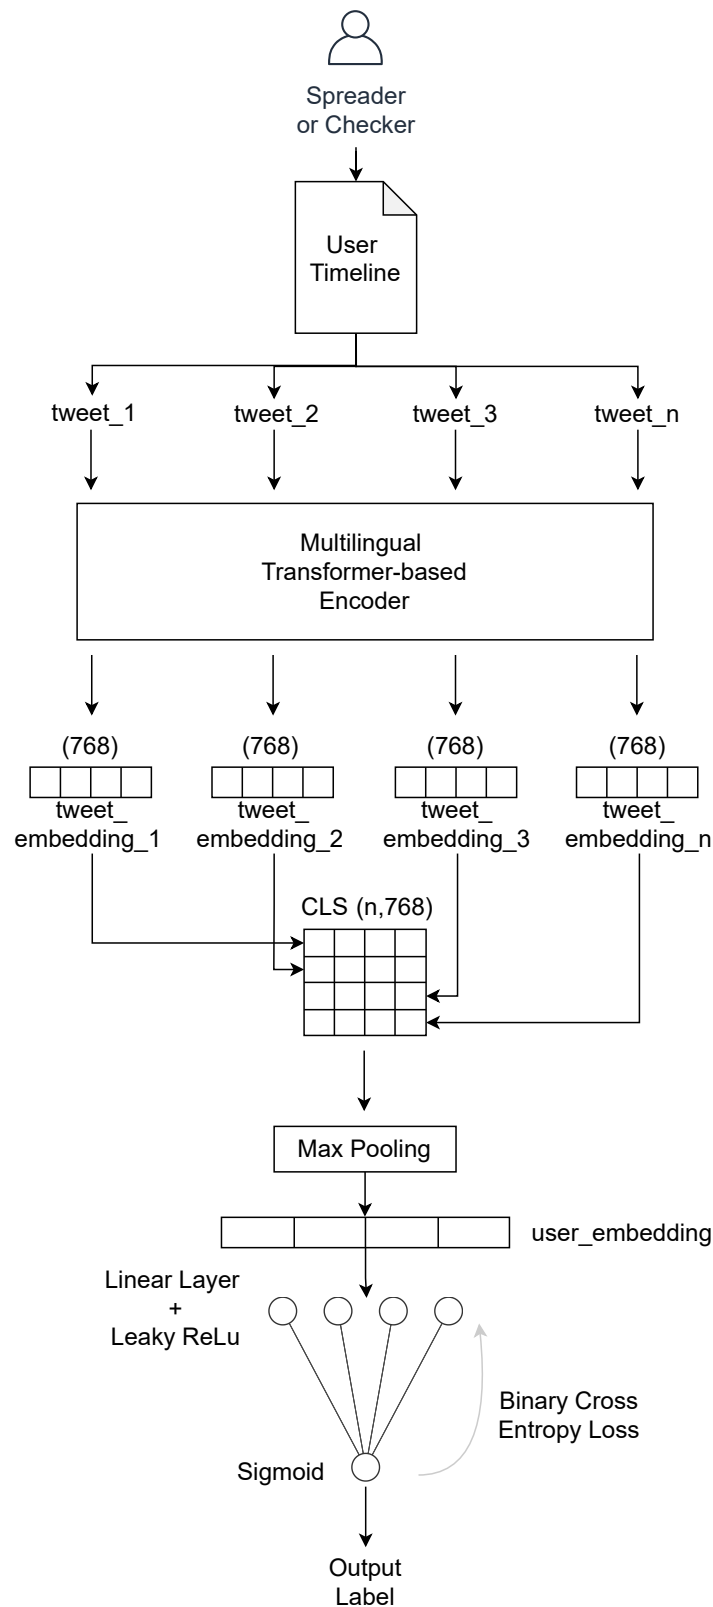 Spreader
or Checker
User
Timeline
tweet_1
tweet_2
tweet_3
tweet_n
Multilingual
Transformer-based
Encoder
(768)
(768)
(768)
(768)
tweet_
embedding_1
tweet_
embedding_2
tweet_
embedding_3
tweet_
embedding_n
CLS (n,768)
Max Pooling
user_embedding
Linear Layer
+
Leaky ReLu
Binary Cross
Entropy Loss
Sigmoid
Output
Label